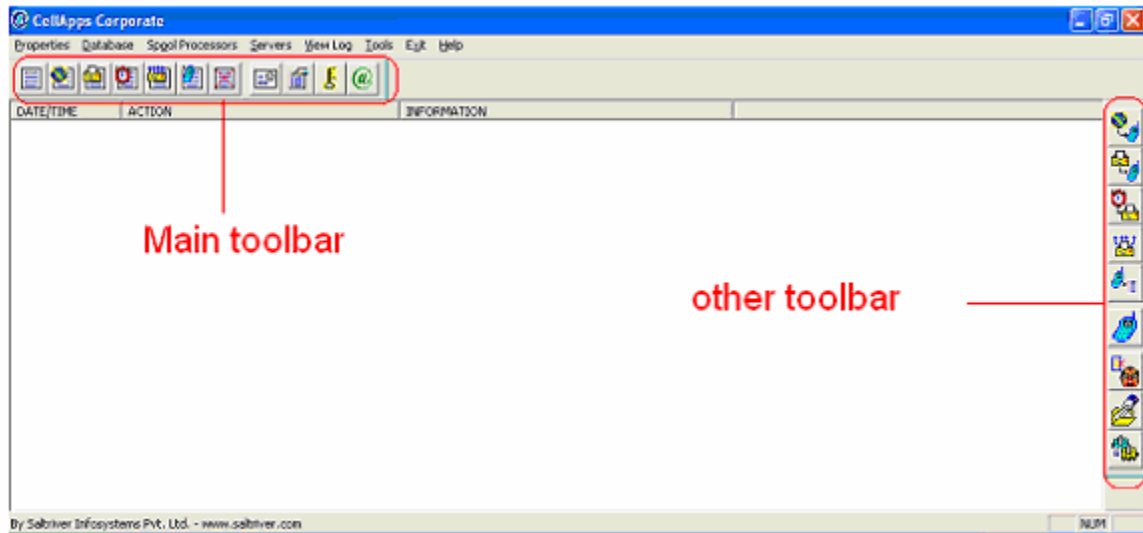 CellApps Corporate
Properties Database Spool Processors Servers View Log Tools Exit Help
DATE/TIME ACTION INFORMATION
Main toolbar
other toolbar
By Saltriver Infosystems Pvt. Ltd. - www.saltriver.com NUM